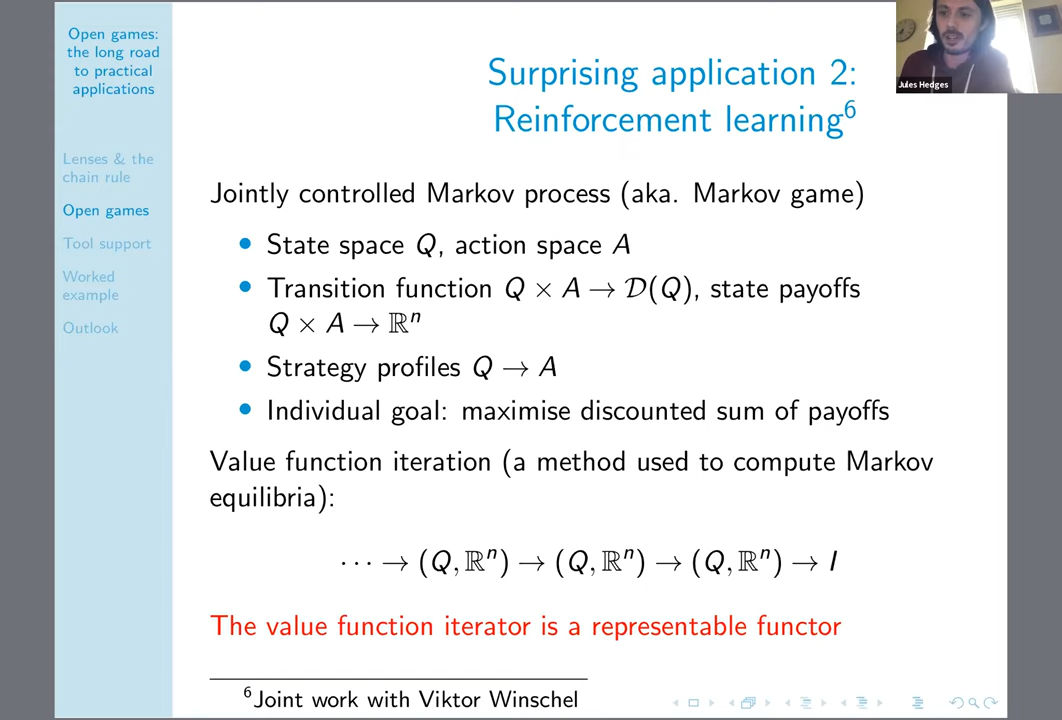 Open games:
the long road
to practical
applications
Lenses & the
chain rule
Open games
Tool support
Worked
example
Outlook
Surprising application 2:
Reinforcement learning⁶
Jointly controlled Markov process (aka. Markov game)
• State space Q, action space A
• Transition function Q × A → 𝒟(Q), state payoffs
Q × A → ℝⁿ
• Strategy profiles Q → A
• Individual goal: maximise discounted sum of payoffs
Value function iteration (a method used to compute Markov
equilibria):
⋯ → (Q, ℝⁿ) → (Q, ℝⁿ) → (Q, ℝⁿ) → I
The value function iterator is a representable functor
⁶Joint work with Viktor Winschel
Jules Hedges